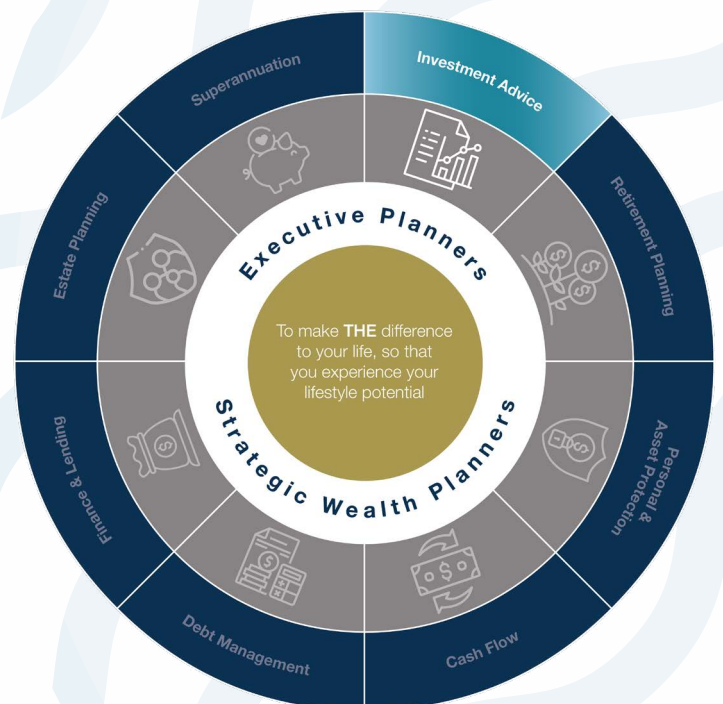 Superannuation
Investment Advice
Retirement Planning
Personal &
Asset Protection
Cash Flow
Debt Management
Finance & Lending
Estate Planning
Executive Planners
To make THE difference
to your life, so that
you experience your
lifestyle potential
Strategic Wealth Planners